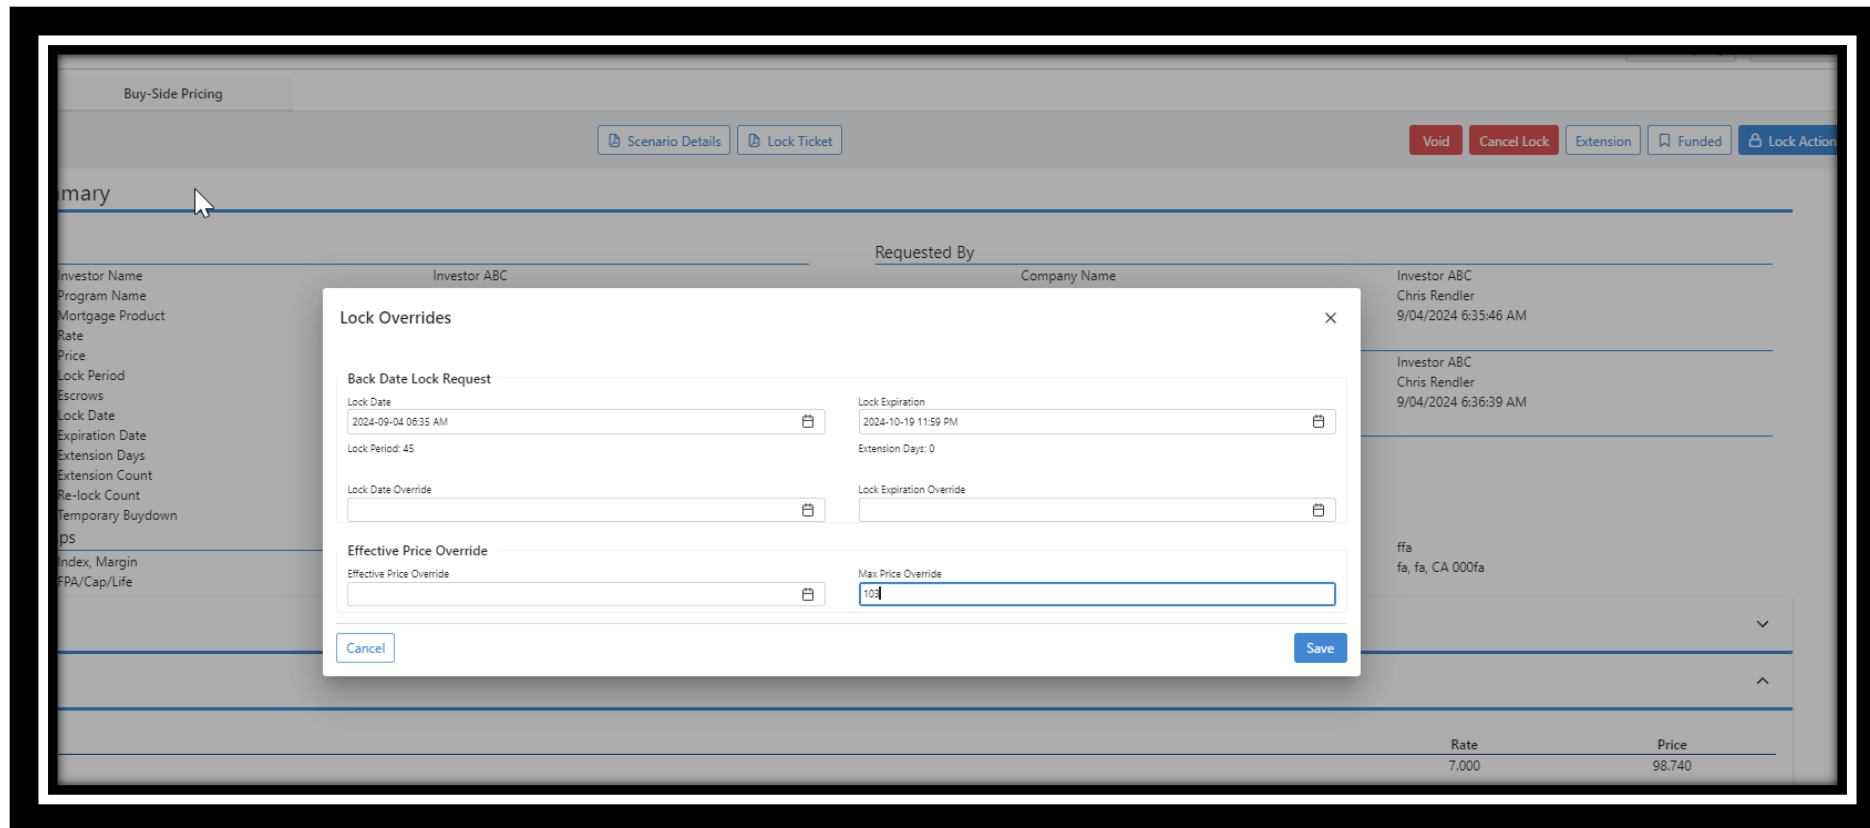 Buy-Side Pricing
Scenario Details
Lock Ticket
Void
Cancel Lock
Extension
Funded
Lock Action
mary
Requested By
Investor Name
Investor ABC
Company Name
Investor ABC
Program Name
Chris Rendler
Mortgage Product
9/04/2024 6:35:46 AM
Rate
Price
Investor ABC
Lock Period
Chris Rendler
Escrows
9/04/2024 6:36:39 AM
Lock Date
Expiration Date
Extension Days
Extension Count
Re-lock Count
Temporary Buydown
ps
ffa
Index, Margin
fa, fa, CA 000fa
FPA/Cap/Life
Lock Overrides
Back Date Lock Request
Lock Date
Lock Expiration
2024-09-04 06:35 AM
2024-10-19 11:59 PM
Lock Period: 45
Extension Days: 0
Lock Date Override
Lock Expiration Override
Effective Price Override
Effective Price Override
Max Price Override
103
Cancel
Save
Rate
Price
7.000
98.740